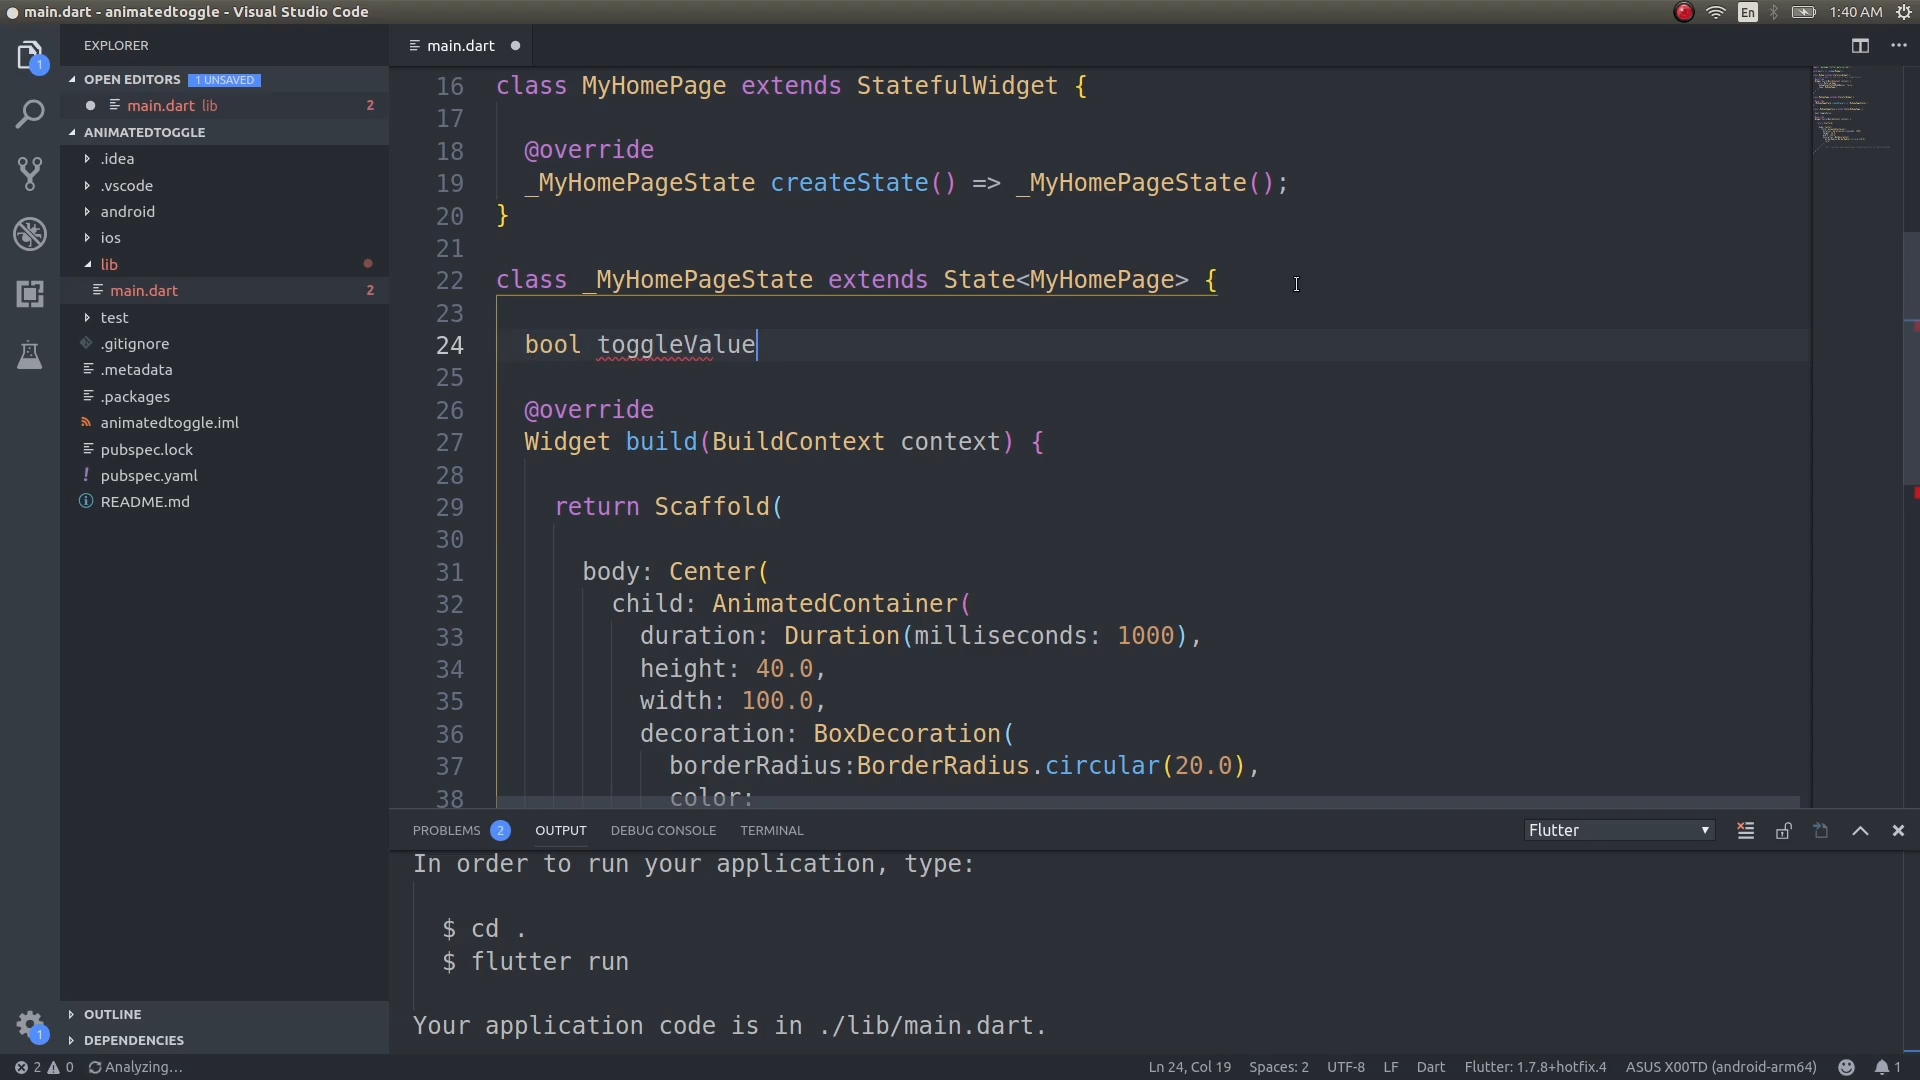 main.dart - animatedtoggle - Visual Studio Code
En
1:40 AM
EXPLORER
OPEN EDITORS 1 UNSAVED
main.dart lib 2
ANIMATEDTOGGLE
.idea
.vscode
android
ios
lib
main.dart 2
test
.gitignore
.metadata
.packages
animatedtoggle.iml
pubspec.lock
! pubspec.yaml
README.md
OUTLINE
DEPENDENCIES
1
1
main.dart
16 class MyHomePage extends StatefulWidget {
17
18 @override
19 _MyHomePageState createState() => _MyHomePageState();
20 }
21
22 class _MyHomePageState extends State<MyHomePage> {
23
24 bool toggleValue
25
26 @override
27 Widget build(BuildContext context) {
28
29 return Scaffold(
30
31 body: Center(
32 child: AnimatedContainer(
33 duration: Duration(milliseconds: 1000),
34 height: 40.0,
35 width: 100.0,
36 decoration: BoxDecoration(
37 borderRadius:BorderRadius.circular(20.0),
38 color:
PROBLEMS 2 OUTPUT DEBUG CONSOLE TERMINAL
Flutter
In order to run your application, type:
$ cd .
$ flutter run
Your application code is in ./lib/main.dart.
2 0 Analyzing...
Ln 24, Col 19 Spaces: 2 UTF-8 LF Dart Flutter: 1.7.8+hotfix.4 ASUS X00TD (android-arm64) 1